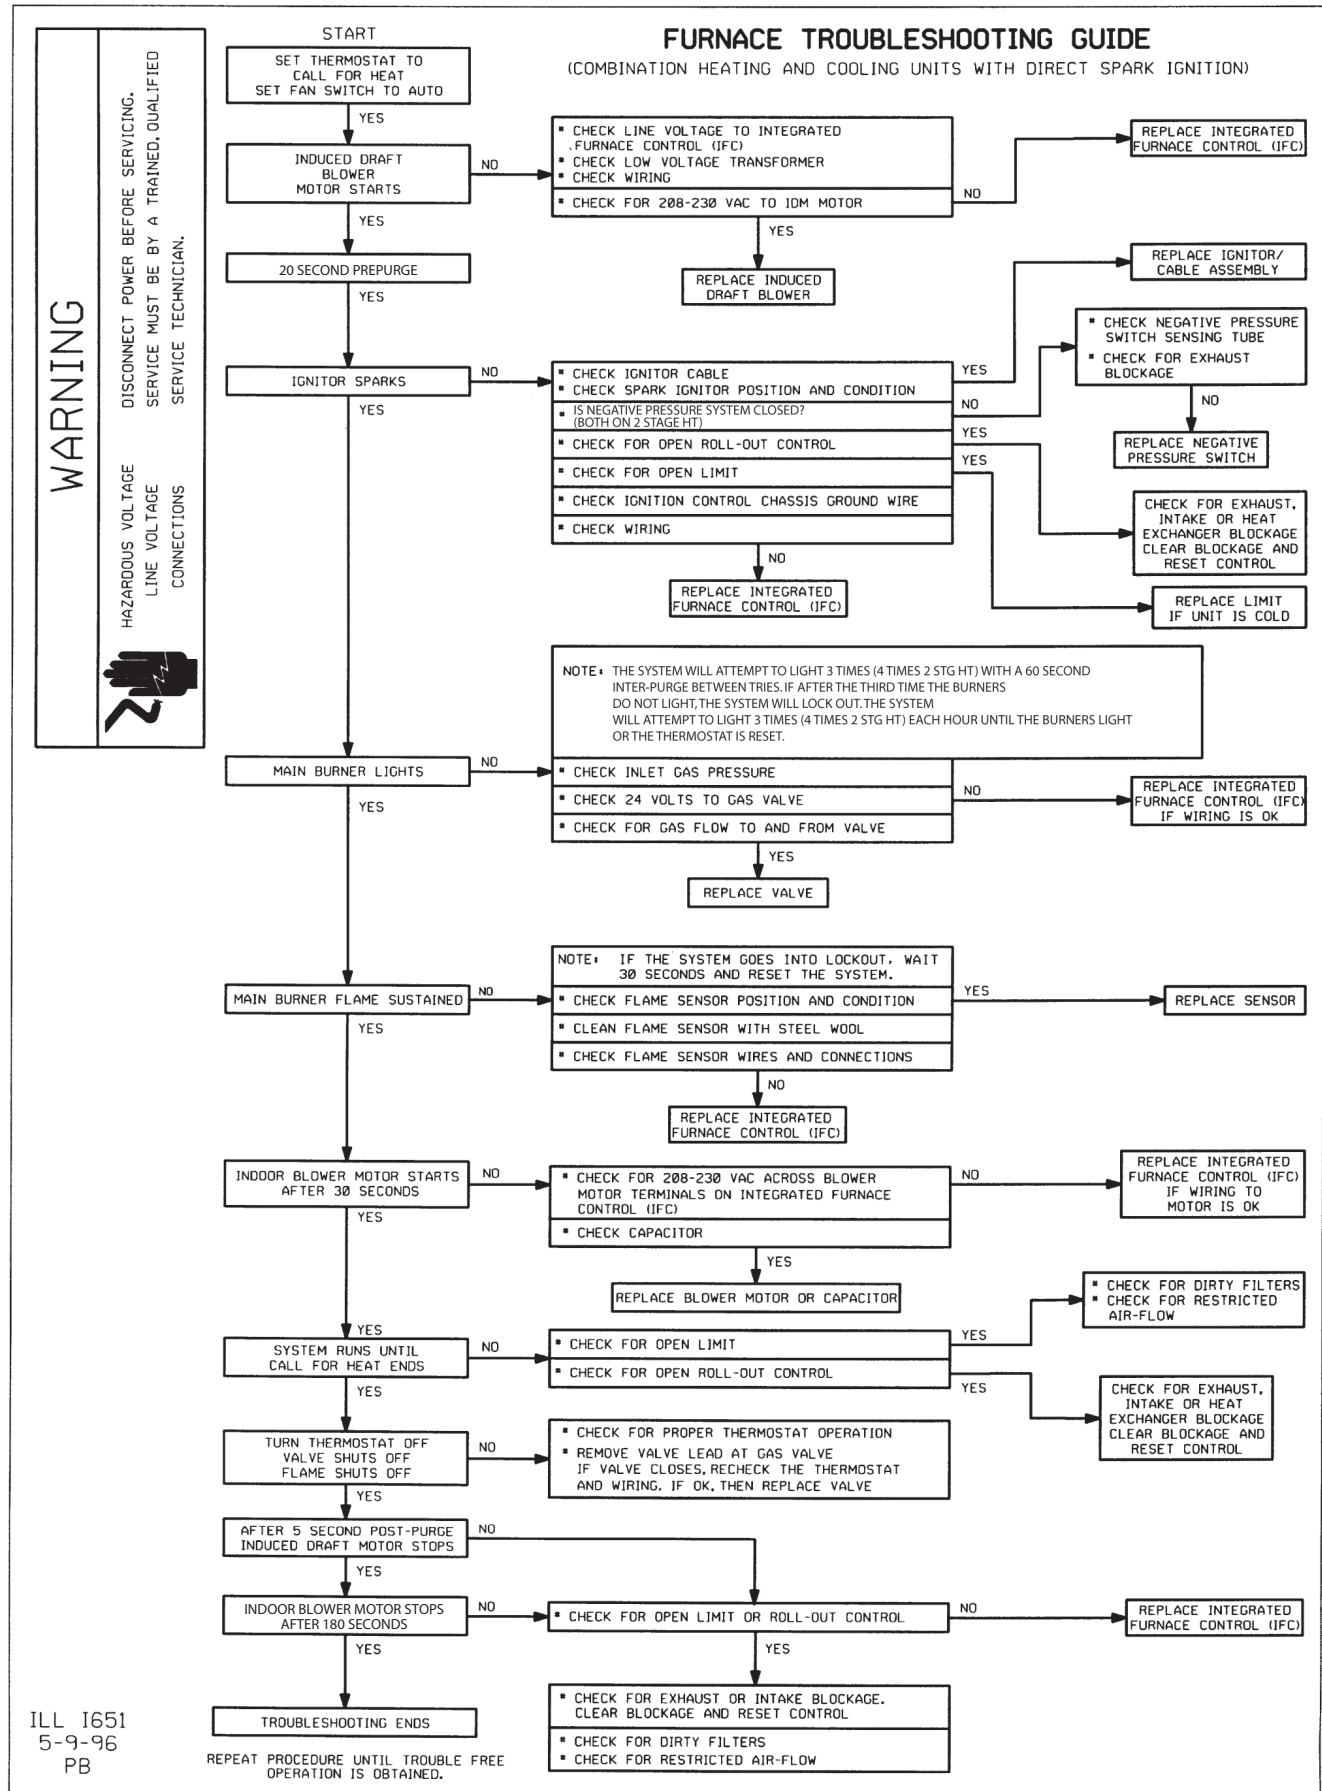 WARNING
HAZARDOUS VOLTAGE
LINE VOLTAGE
CONNECTIONS
DISCONNECT POWER BEFORE SERVICING.
SERVICE MUST BE BY A TRAINED, QUALIFIED
SERVICE TECHNICIAN.
FURNACE TROUBLESHOOTING GUIDE
(COMBINATION HEATING AND COOLING UNITS WITH DIRECT SPARK IGNITION)
START
SET THERMOSTAT TO
CALL FOR HEAT
SET FAN SWITCH TO AUTO
YES
INDUCED DRAFT
BLOWER
MOTOR STARTS
NO
* CHECK LINE VOLTAGE TO INTEGRATED
FURNACE CONTROL (IFC)
* CHECK LOW VOLTAGE TRANSFORMER
* CHECK WIRING
* CHECK FOR 208-230 VAC TO IDM MOTOR
NO
REPLACE INTEGRATED
FURNACE CONTROL (IFC)
YES
REPLACE INDUCED
DRAFT BLOWER
YES
20 SECOND PREPURGE
YES
IGNITOR SPARKS
NO
* CHECK IGNITOR CABLE
* CHECK SPARK IGNITOR POSITION AND CONDITION
YES
REPLACE IGNITOR/
CABLE ASSEMBLY
* IS NEGATIVE PRESSURE SYSTEM CLOSED?
(BOTH ON 2 STAGE HT)
NO
* CHECK NEGATIVE PRESSURE
SWITCH SENSING TUBE
* CHECK FOR EXHAUST
BLOCKAGE
NO
REPLACE NEGATIVE
PRESSURE SWITCH
* CHECK FOR OPEN ROLL-OUT CONTROL
YES
CHECK FOR EXHAUST,
INTAKE OR HEAT
EXCHANGER BLOCKAGE
CLEAR BLOCKAGE AND
RESET CONTROL
* CHECK FOR OPEN LIMIT
YES
REPLACE LIMIT
IF UNIT IS COLD
* CHECK IGNITION CONTROL CHASSIS GROUND WIRE
* CHECK WIRING
NO
REPLACE INTEGRATED
FURNACE CONTROL (IFC)
YES
MAIN BURNER LIGHTS
NO
NOTE: THE SYSTEM WILL ATTEMPT TO LIGHT 3 TIMES (4 TIMES 2 STG HT) WITH A 60 SECOND
INTER-PURGE BETWEEN TRIES. IF AFTER THE THIRD TIME THE BURNERS
DO NOT LIGHT, THE SYSTEM WILL LOCK OUT. THE SYSTEM
WILL ATTEMPT TO LIGHT 3 TIMES (4 TIMES 2 STG HT) EACH HOUR UNTIL THE BURNERS LIGHT
OR THE THERMOSTAT IS RESET.
* CHECK INLET GAS PRESSURE
* CHECK 24 VOLTS TO GAS VALVE
NO
REPLACE INTEGRATED
FURNACE CONTROL (IFC)
IF WIRING IS OK
* CHECK FOR GAS FLOW TO AND FROM VALVE
YES
REPLACE VALVE
YES
MAIN BURNER FLAME SUSTAINED
NO
NOTE: IF THE SYSTEM GOES INTO LOCKOUT, WAIT
30 SECONDS AND RESET THE SYSTEM.
* CHECK FLAME SENSOR POSITION AND CONDITION
YES
REPLACE SENSOR
* CLEAN FLAME SENSOR WITH STEEL WOOL
* CHECK FLAME SENSOR WIRES AND CONNECTIONS
NO
REPLACE INTEGRATED
FURNACE CONTROL (IFC)
YES
INDOOR BLOWER MOTOR STARTS
AFTER 30 SECONDS
NO
* CHECK FOR 208-230 VAC ACROSS BLOWER
MOTOR TERMINALS ON INTEGRATED FURNACE
CONTROL (IFC)
NO
REPLACE INTEGRATED
FURNACE CONTROL (IFC)
IF WIRING TO
MOTOR IS OK
* CHECK CAPACITOR
YES
REPLACE BLOWER MOTOR OR CAPACITOR
YES
YES
SYSTEM RUNS UNTIL
CALL FOR HEAT ENDS
NO
* CHECK FOR OPEN LIMIT
YES
* CHECK FOR DIRTY FILTERS
* CHECK FOR RESTRICTED
AIR-FLOW
* CHECK FOR OPEN ROLL-OUT CONTROL
YES
CHECK FOR EXHAUST,
INTAKE OR HEAT
EXCHANGER BLOCKAGE
CLEAR BLOCKAGE AND
RESET CONTROL
YES
TURN THERMOSTAT OFF
VALVE SHUTS OFF
FLAME SHUTS OFF
NO
* CHECK FOR PROPER THERMOSTAT OPERATION
* REMOVE VALVE LEAD AT GAS VALVE
IF VALVE CLOSES, RECHECK THE THERMOSTAT
AND WIRING. IF OK, THEN REPLACE VALVE
YES
AFTER 5 SECOND POST-PURGE
INDUCED DRAFT MOTOR STOPS
NO
YES
INDOOR BLOWER MOTOR STOPS
AFTER 180 SECONDS
NO
* CHECK FOR OPEN LIMIT OR ROLL-OUT CONTROL
NO
REPLACE INTEGRATED
FURNACE CONTROL (IFC)
YES
* CHECK FOR EXHAUST OR INTAKE BLOCKAGE.
CLEAR BLOCKAGE AND RESET CONTROL
* CHECK FOR DIRTY FILTERS
* CHECK FOR RESTRICTED AIR-FLOW
YES
TROUBLESHOOTING ENDS
REPEAT PROCEDURE UNTIL TROUBLE FREE
OPERATION IS OBTAINED.
ILL I651
5-9-96
PB